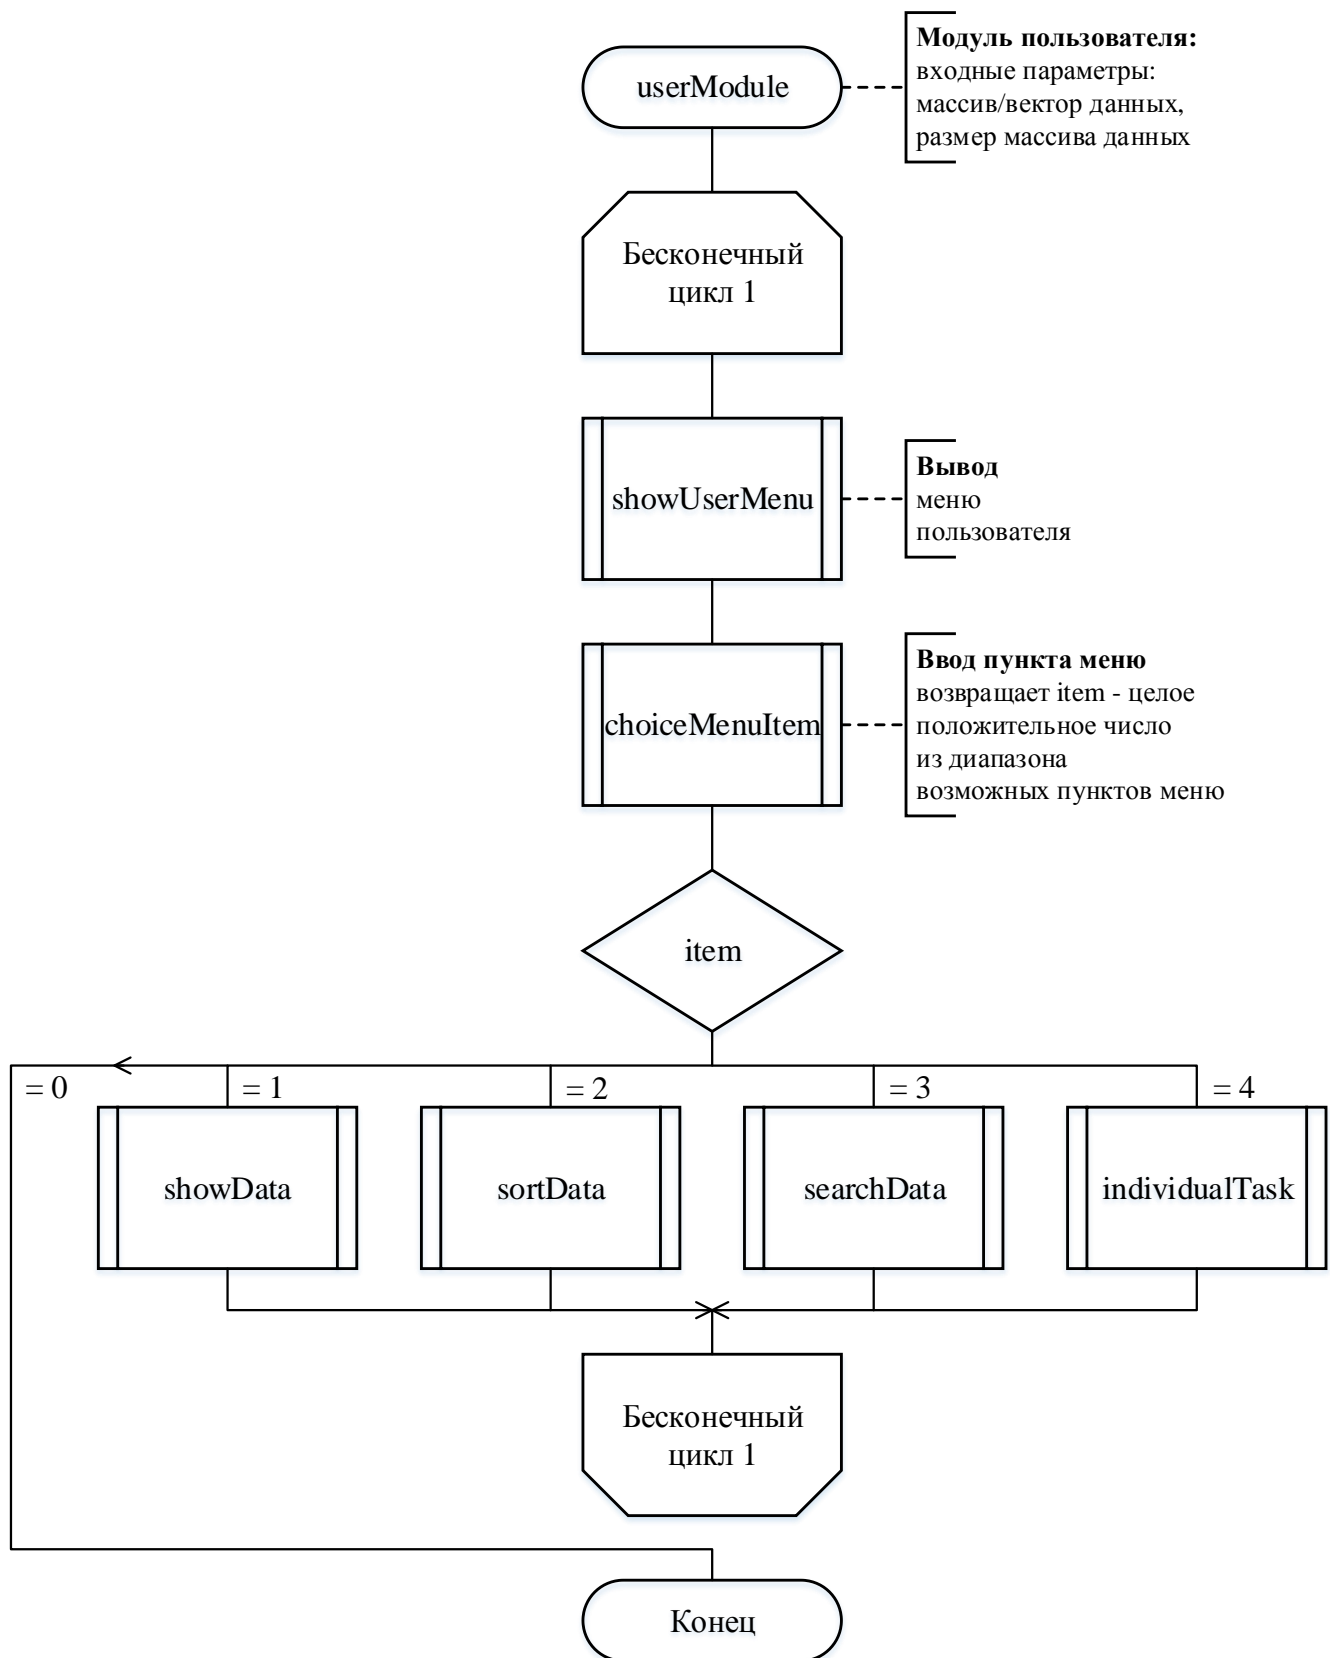 userModule
Модуль пользователя:
входные параметры:
массив/вектор данных,
размер массива данных
Бесконечный
цикл 1
showUserMenu
Вывод
меню
пользователя
choiceMenuItem
Ввод пункта меню
возвращает item - целое
положительное число
из диапазона
возможных пунктов меню
item
= 0
= 1
= 2
= 3
= 4
showData
sortData
searchData
individualTask
Бесконечный
цикл 1
Конец